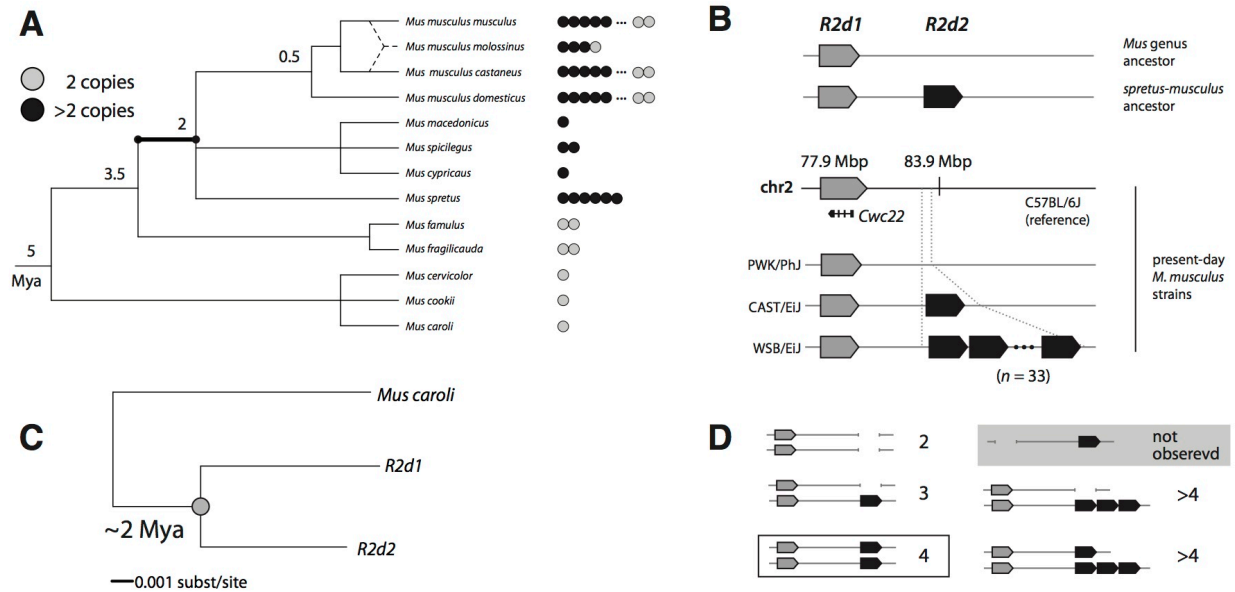 A
2 copies
>2 copies
0.5
2
3.5
5
Mya
Mus musculus musculus
Mus musculus molossinus
Mus musculus castaneus
Mus musculus domesticus
Mus macedonicus
Mus spicilegus
Mus cypricaus
Mus spretus
Mus famulus
Mus fragilicauda
Mus cervicolor
Mus cookii
Mus caroli
B
R2d1 R2d2
Mus genus
ancestor
spretus-musculus
ancestor
77.9 Mbp 83.9 Mbp
chr2
Cwc22
C57BL/6J
(reference)
PWK/PhJ
CAST/EiJ
WSB/EiJ
(n = 33)
present-day
M. musculus
strains
C
Mus caroli
R2d1
R2d2
~2 Mya
0.001 subst/site
D
2
3
4
not
obserevd
>4
>4